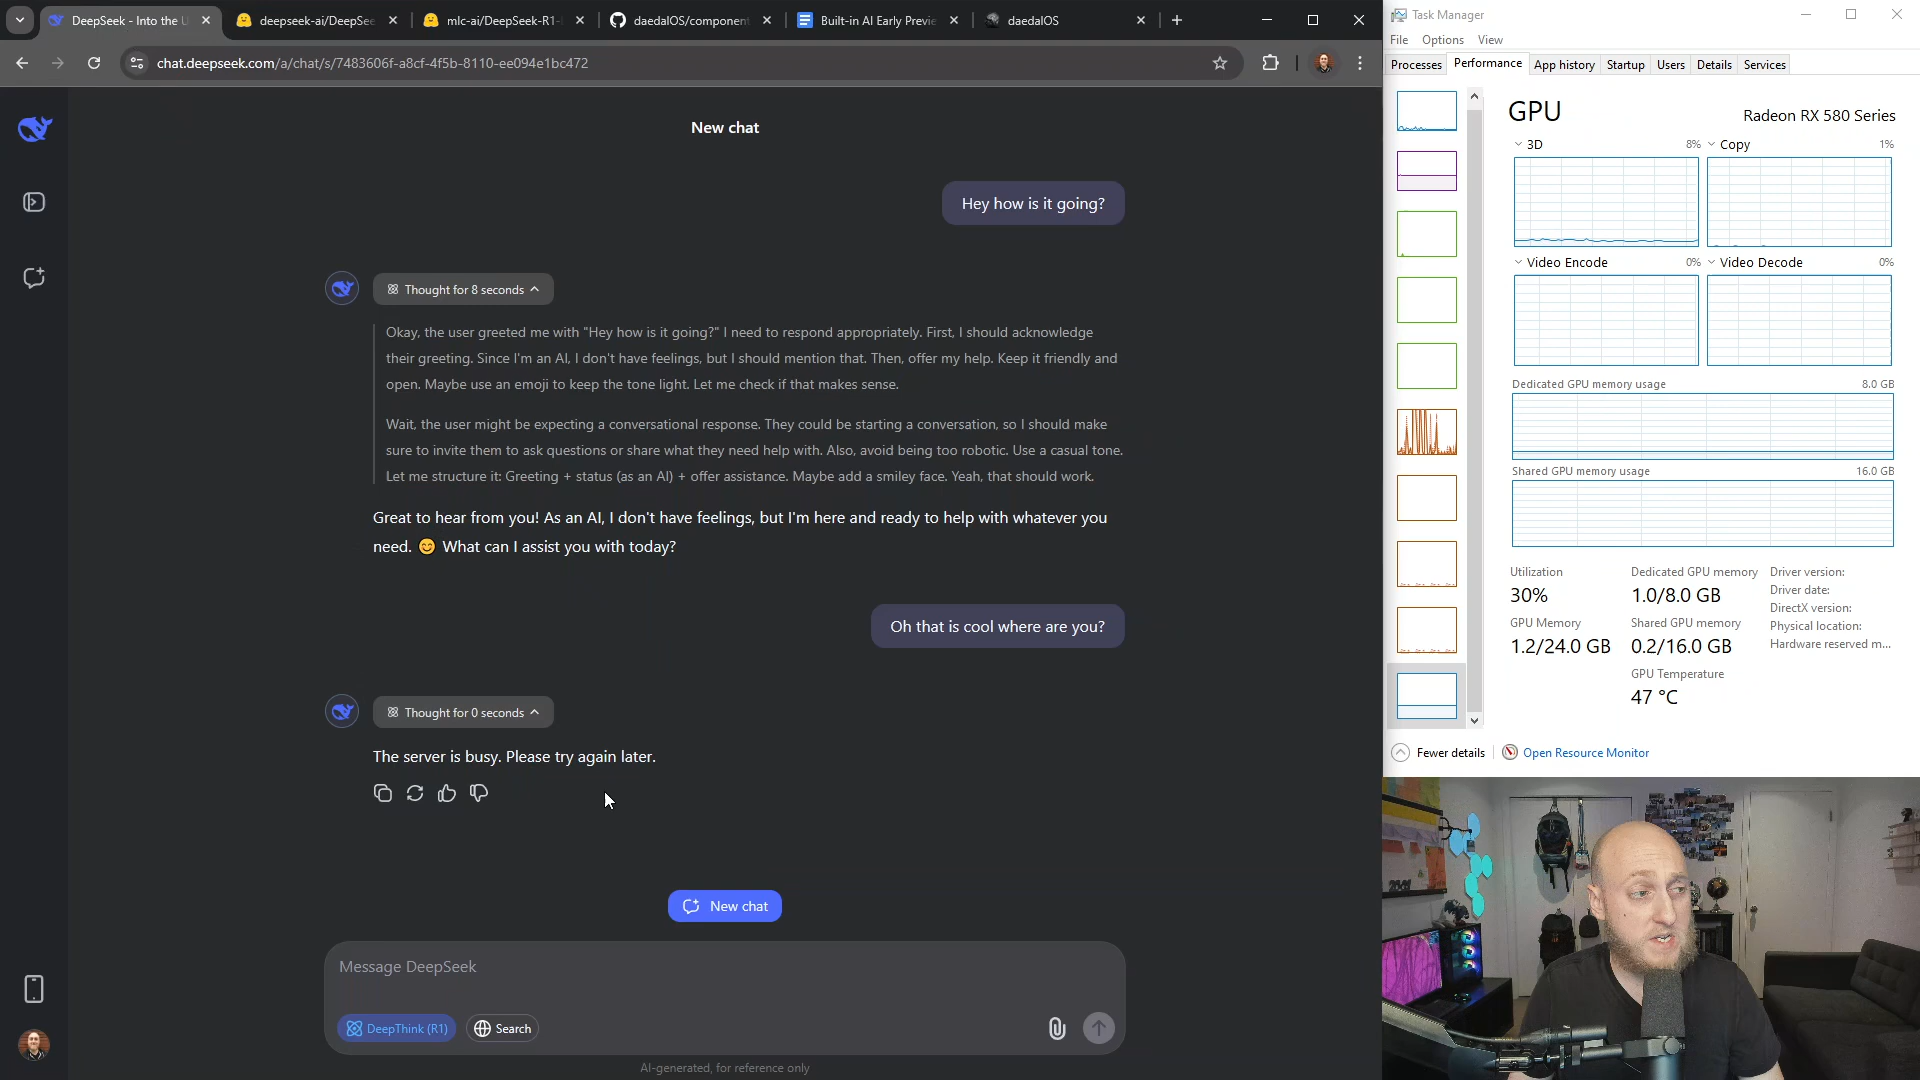 DeepSeek - Into the U
deepseek-ai/DeepSee
mlc-ai/DeepSeek-R1-
daedalOS/component
Built-in AI Early Previe
daedalOS
chat.deepseek.com/a/chat/s/7483606f-a8cf-4f5b-8110-ee094e1bc472
New chat
Hey how is it going?
Thought for 8 seconds
Okay, the user greeted me with "Hey how is it going?" I need to respond appropriately. First, I should acknowledge
their greeting. Since I'm an AI, I don't have feelings, but I should mention that. Then, offer my help. Keep it friendly and
open. Maybe use an emoji to keep the tone light. Let me check if that makes sense.
Wait, the user might be expecting a conversational response. They could be starting a conversation, so I should make
sure to invite them to ask questions or share what they need help with. Also, avoid being too robotic. Use a casual tone.
Let me structure it: Greeting + status (as an AI) + offer assistance. Maybe add a smiley face. Yeah, that should work.
Great to hear from you! As an AI, I don't have feelings, but I'm here and ready to help with whatever you
need. 😊 What can I assist you with today?
Oh that is cool where are you?
Thought for 0 seconds
The server is busy. Please try again later.
New chat
Message DeepSeek
DeepThink (R1)
Search
AI-generated, for reference only
Task Manager
File Options View
Processes Performance App history Startup Users Details Services
GPU
Radeon RX 580 Series
3D 8%
Copy 1%
Video Encode 0%
Video Decode 0%
Dedicated GPU memory usage 8.0 GB
Shared GPU memory usage 16.0 GB
Utilization
30%
GPU Memory
1.2/24.0 GB
Dedicated GPU memory
1.0/8.0 GB
Shared GPU memory
0.2/16.0 GB
GPU Temperature
47 °C
Driver version:
Driver date:
DirectX version:
Physical location:
Hardware reserved m...
Fewer details
Open Resource Monitor